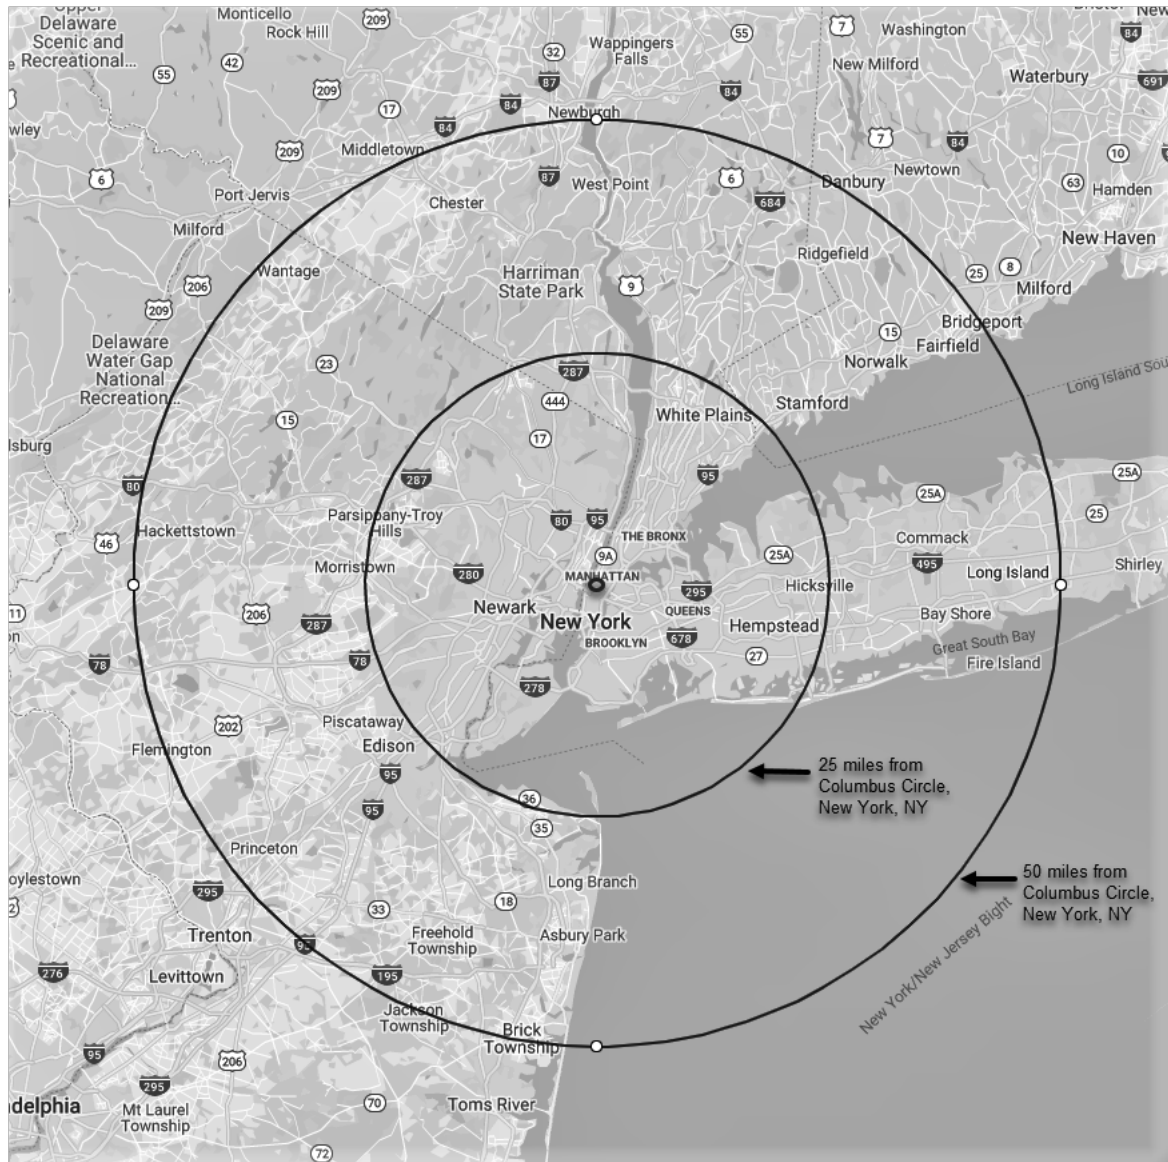 Upper
Delaware
Scenic and
Recreational...
Monticello
Rock Hill
209
Wappingers
Falls
55
7
Washington
New
84
32
42
55
87
New Milford
Waterbury
691
209
84
84
17
Newburgh
84
wley
209
Middletown
7
84
10
Newtown
6
87
West Point
6
Danbury
63
Hamden
Port Jervis
Chester
684
Milford
New Haven
Ridgefield
Wantage
Harriman
State Park
25
8
206
9
Milford
209
Bridgeport
Delaware
Water Gap
National
Recreation...
15
Fairfield
Norwalk
23
287
Long Island Sou
444
Stamford
15
White Plains
17
lsburg
287
95
25A
80
25A
Parsippany-Troy
Hills
80
95
25
Hackettstown
THE BRONX
Commack
46
9A
25A
Morristown
280
MANHATTAN
495
Long Island
Shirley
295
Hicksville
11
206
Newark
QUEENS
Bay Shore
287
New York
Hempstead
on
BROOKLYN
678
Great South Bay
78
78
27
Fire Island
278
202
Piscataway
Flemington
Edison
95
25 miles from
Columbus Circle,
New York, NY
36
95
35
Princeton
oylestown
295
Long Branch
50 miles from
Columbus Circle,
New York, NY
33
18
Trenton
Freehold
Township
Asbury Park
95
276
Levittown
195
New York/New Jersey Bight
Jackson
Township
Brick
Township
95
206
295
adelphia
Mt Laurel
Township
70
Toms River
72